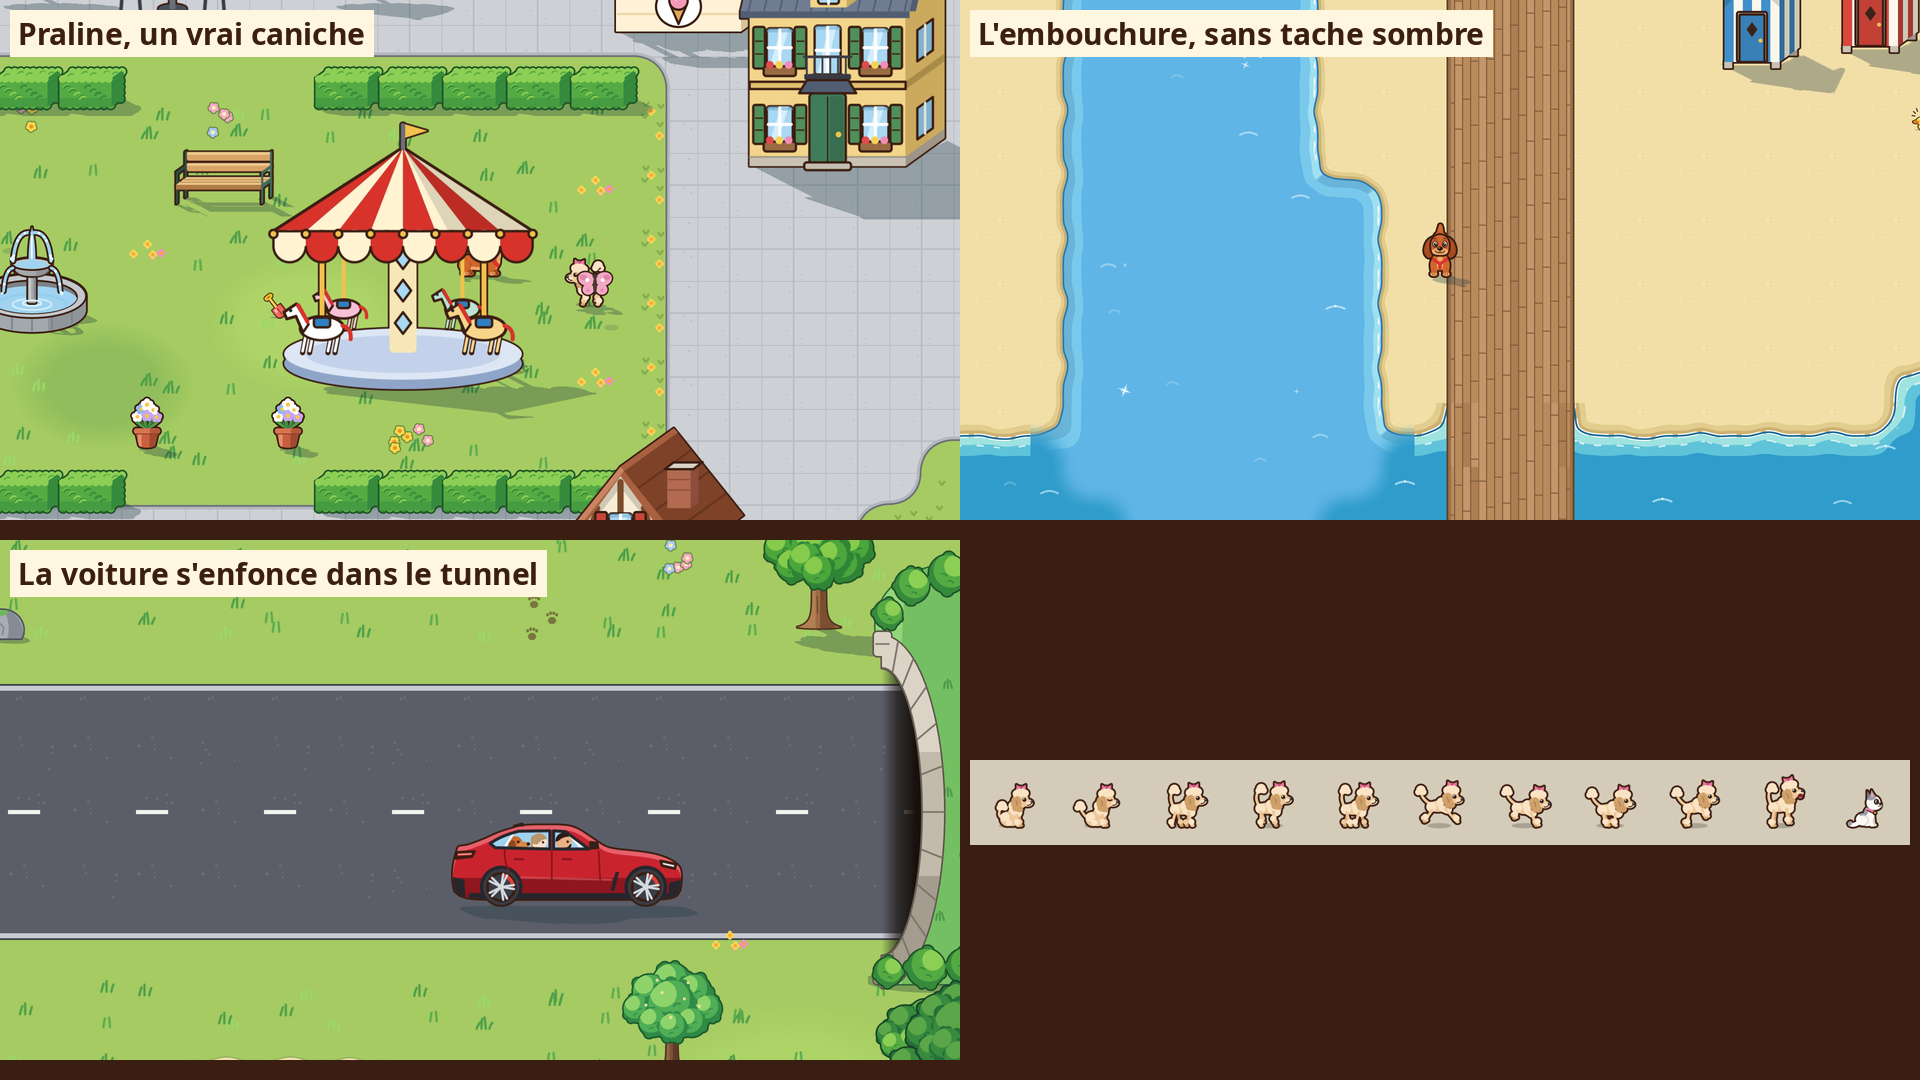 Praline, un vrai caniche
L'embouchure, sans tache sombre
La voiture s'enfonce dans le tunnel